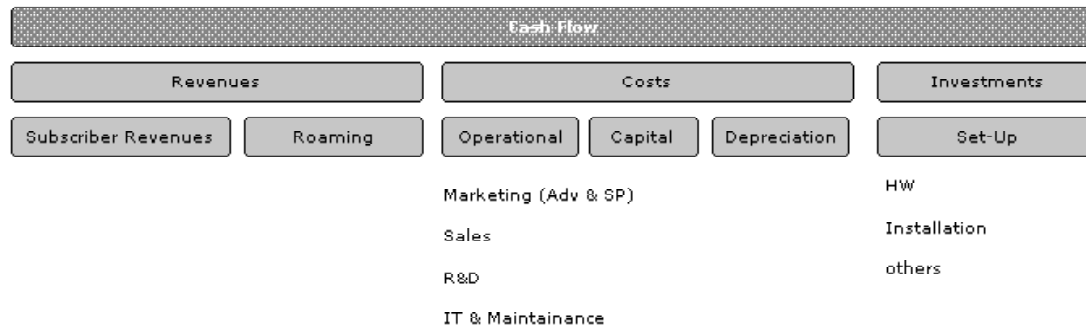 Cash Flow
Revenues Costs Investments
Subscriber Revenues Roaming Operational Capital Depreciation Set-Up
Marketing (Adv & SP) HW
Sales Installation
R&D others
IT & Maintainance